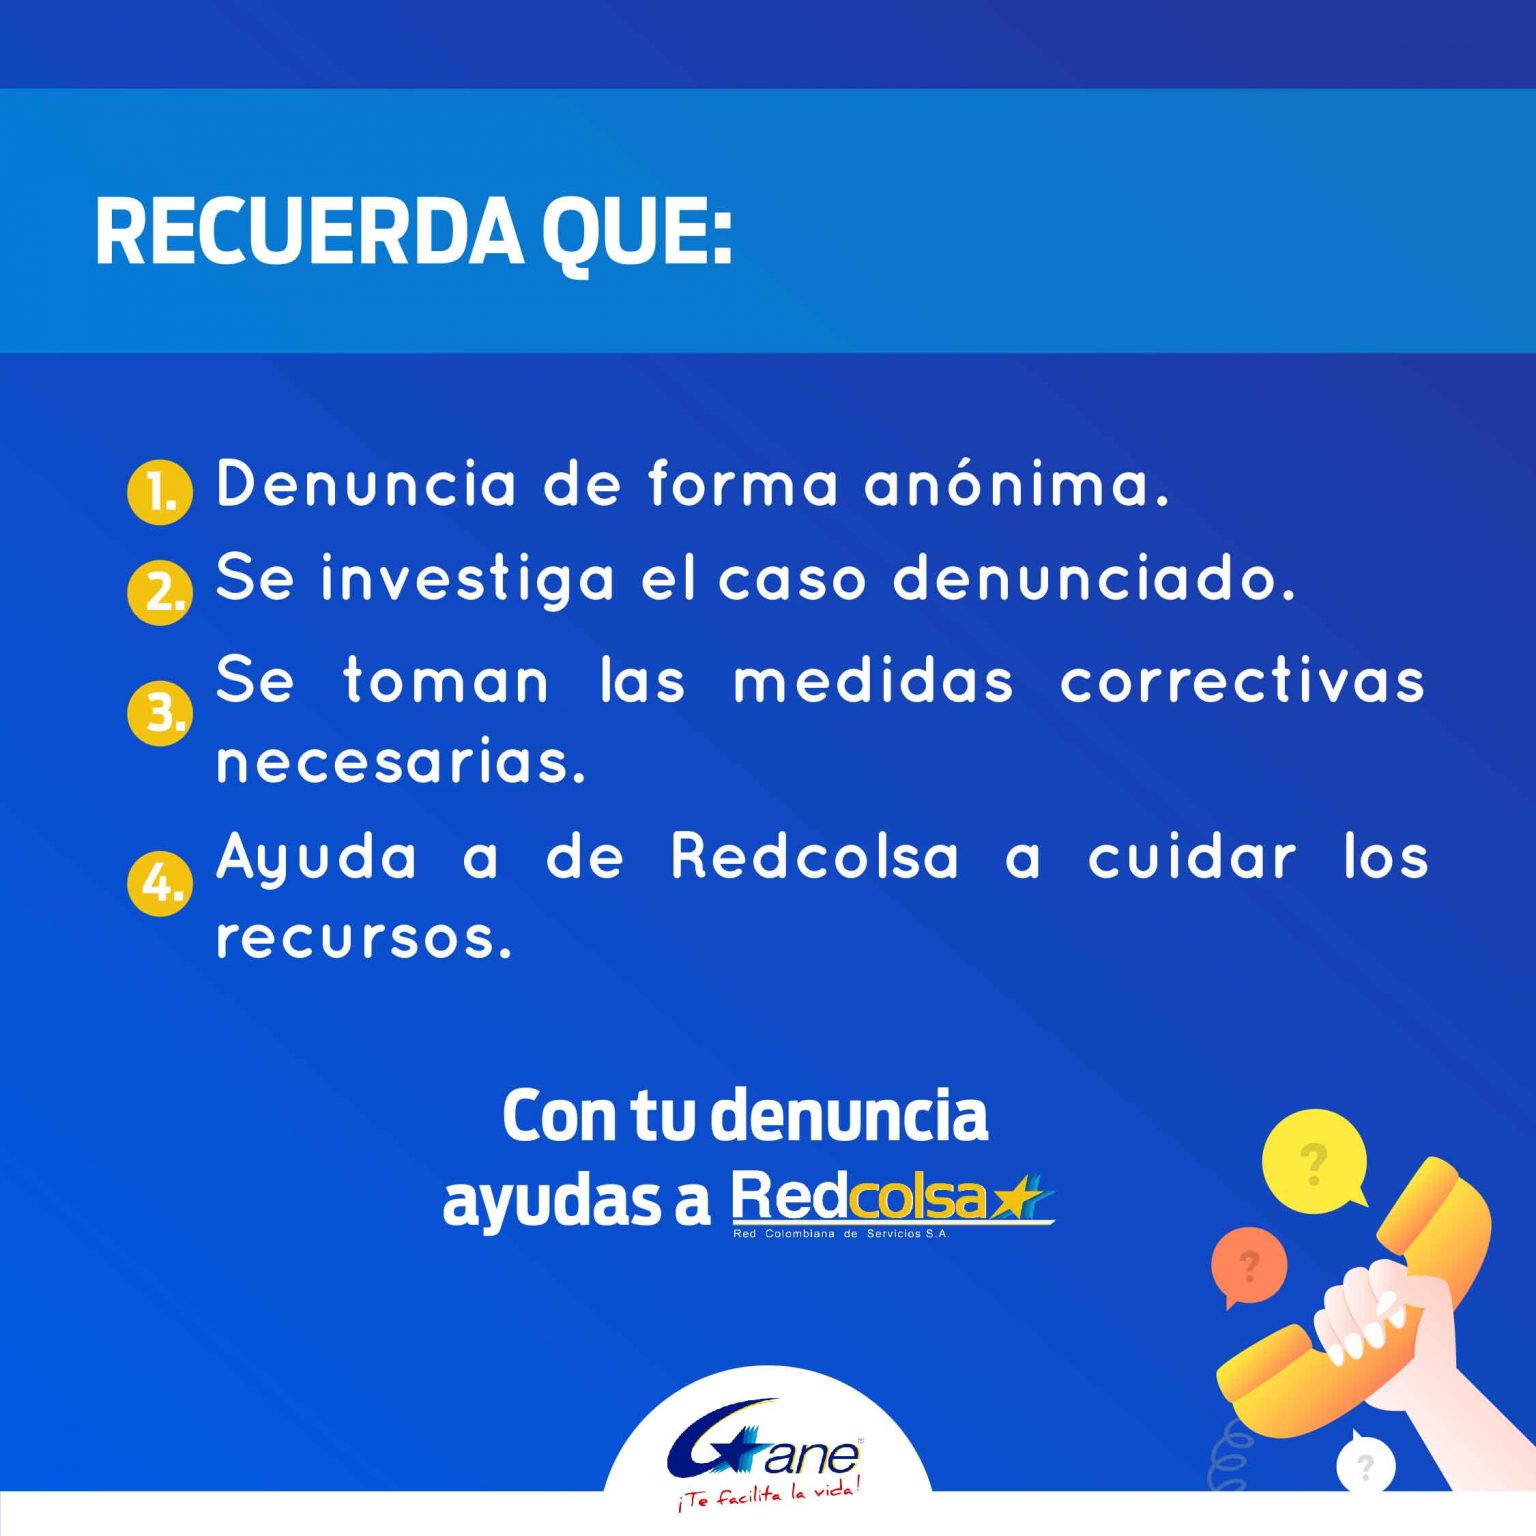 RECUERDA QUE:
1. Denuncia de forma anónima.
2. Se investiga el caso denunciado.
3. Se toman las medidas correctivas
necesarias.
4. Ayuda a de Redcolsa a cuidar los
recursos.
Con tu denuncia
ayudas a Redcolsa
Red Colombiana de Servicios S.A.
?
?
?
Gane®
¡Te facilita la vida!